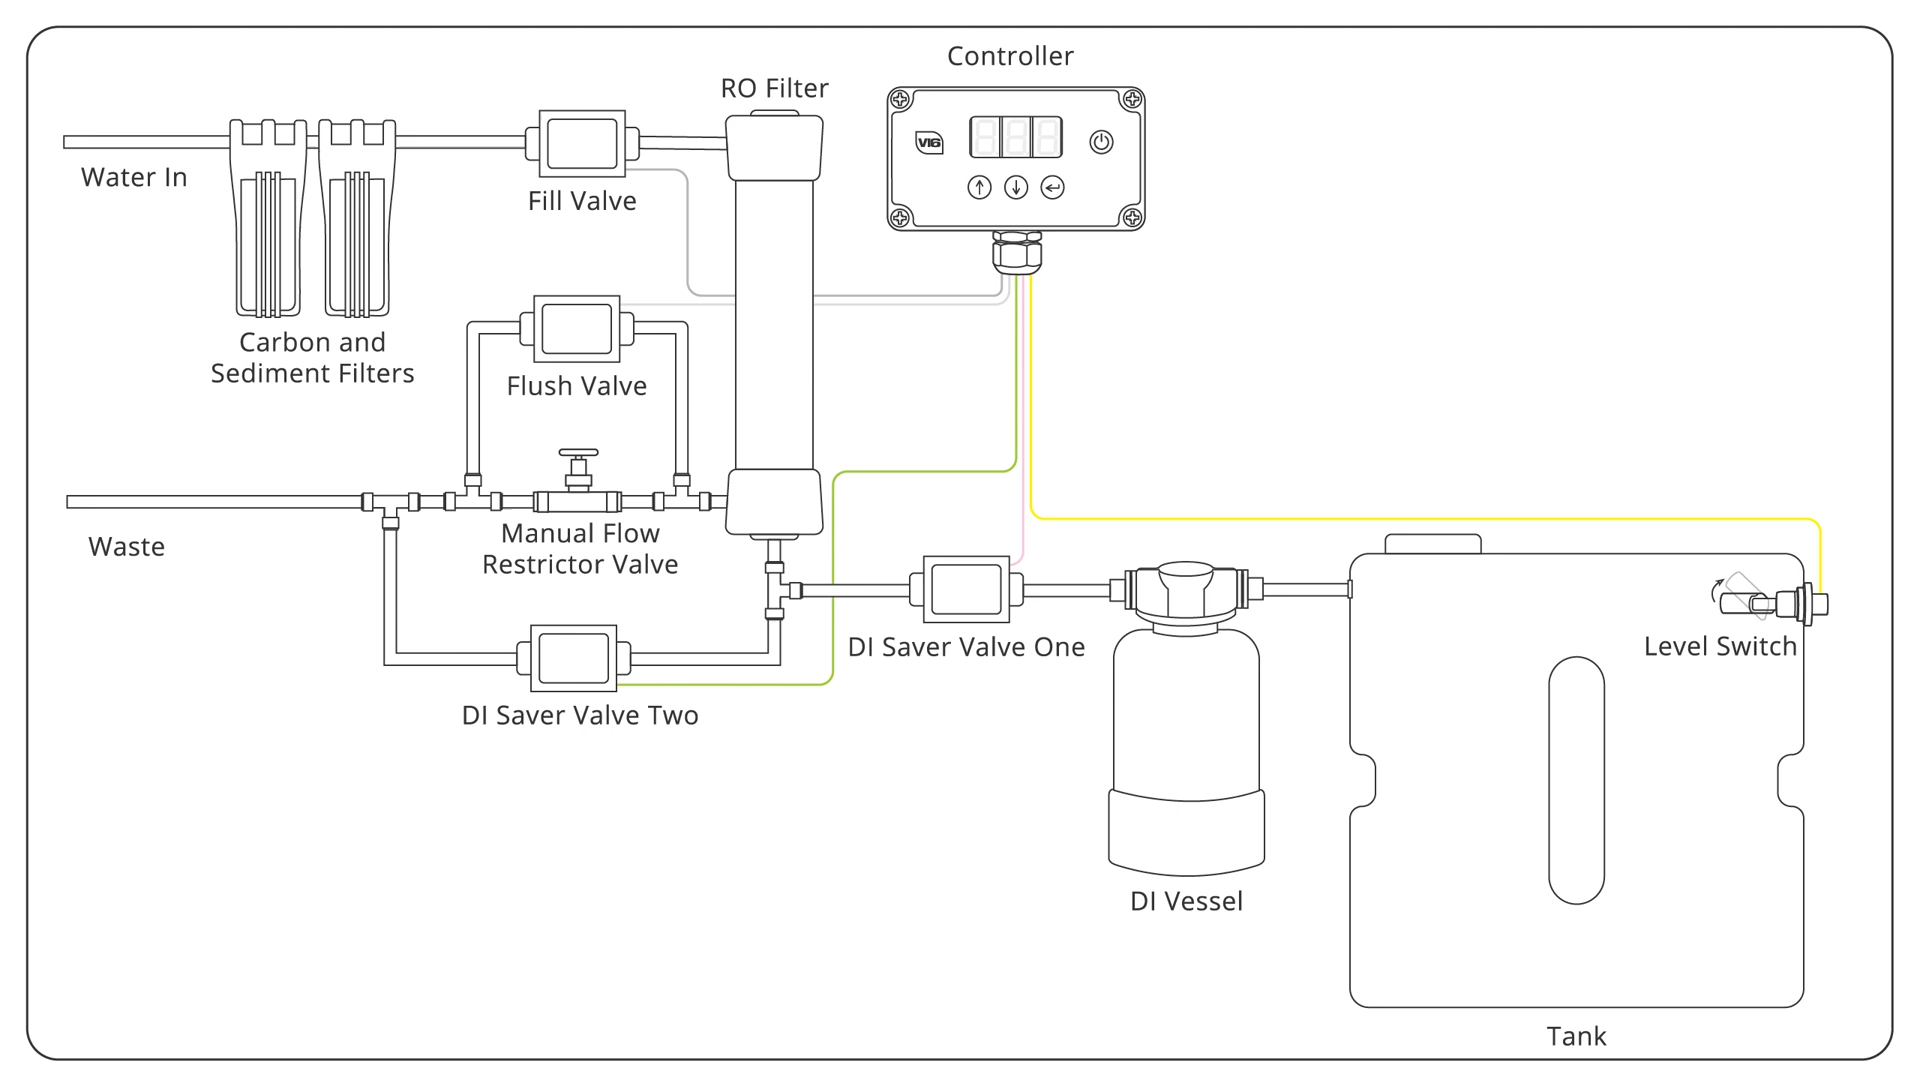 Controller
RO Filter
V16
Water In
Fill Valve
Carbon and
Sediment Filters
Flush Valve
Manual Flow
Restrictor Valve
Waste
DI Saver Valve One
Level Switch
DI Saver Valve Two
DI Vessel
Tank